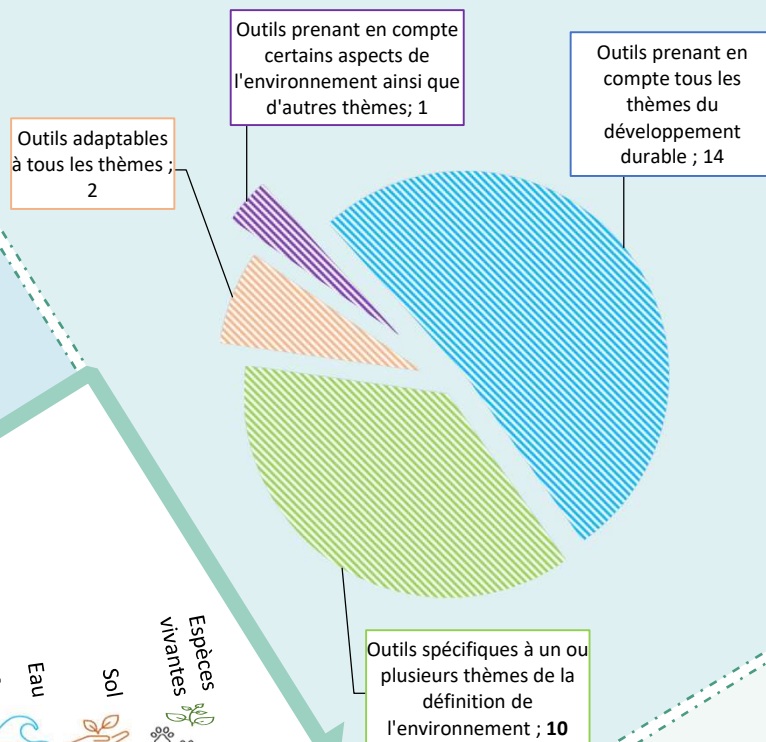 Outils prenant en compte
certains aspects de
l'environnement ainsi que
d'autres thèmes; 1
Outils prenant en
compte tous les
thèmes du
développement
durable ; 14
Outils adaptables
à tous les thèmes ;
2
Outils spécifiques à un ou
plusieurs thèmes de la
définition de
l'environnement ; 10
Eau
Sol
Espèces
vivantes